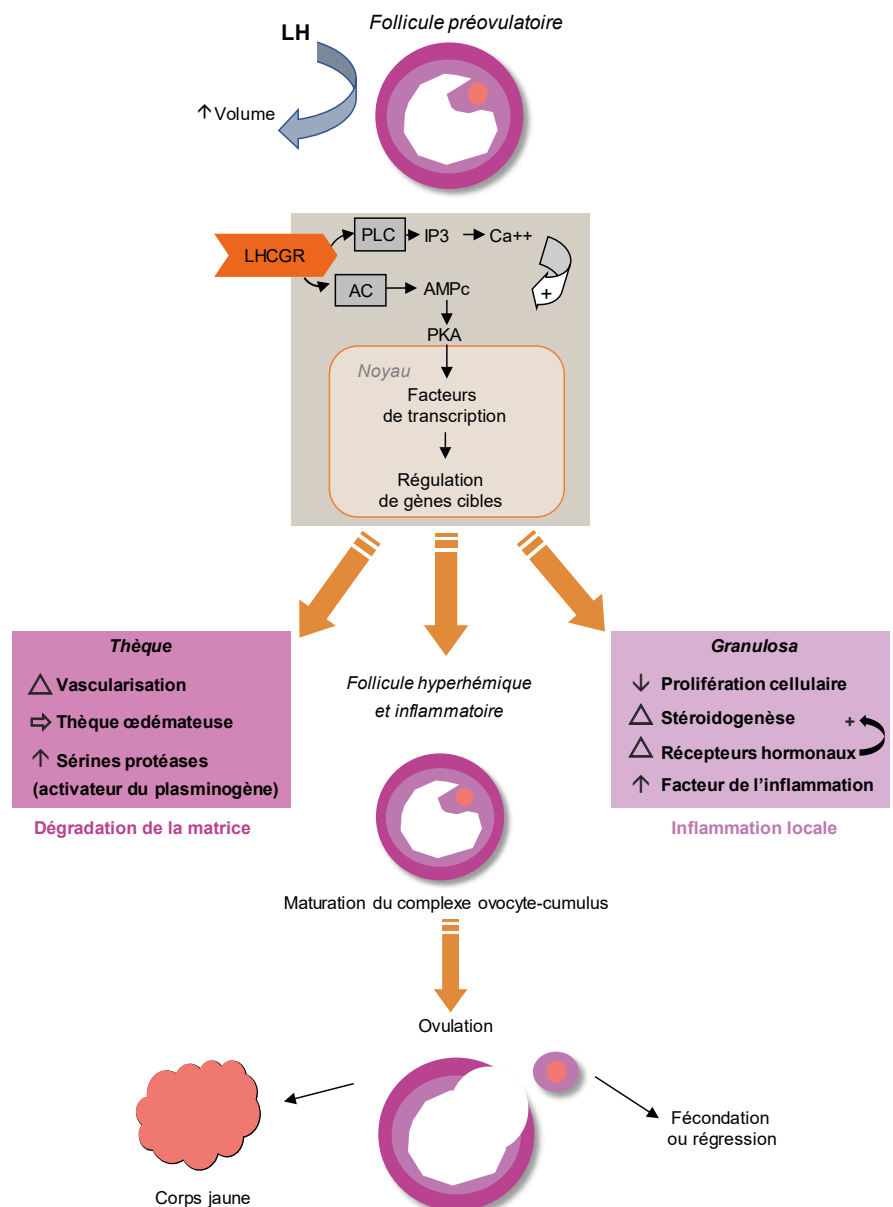 LH
Follicule préovulatoire
↑ Volume
PLC
IP3
Ca++
LHCGR
AC
AMPc
+
PKA
Noyau
Facteurs
de transcription
Régulation
de gènes cibles
Thèque
Vascularisation
Thèque œdémateuse
↑ Sérines protéases
(activateur du plasminogène)
Dégradation de la matrice
Follicule hyperhémique
et inflammatoire
Granulosa
↓ Prolifération cellulaire
Stéroidogenèse
+
Récepteurs hormonaux
↑ Facteur de l’inflammation
Inflammation locale
Maturation du complexe ovocyte-cumulus
Ovulation
Fécondation
ou régression
Corps jaune